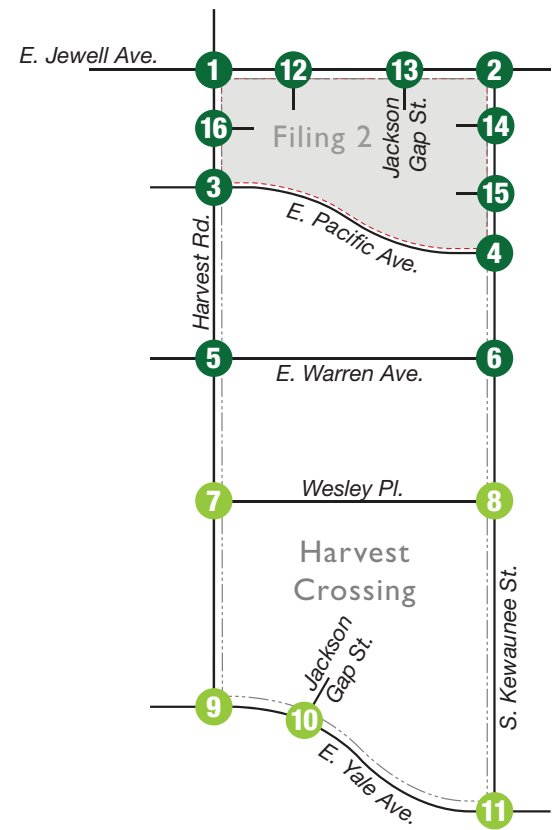 E. Jewell Ave.
1
12
13
2
16
Filing 2
Jackson
Gap St.
14
15
3
E. Pacific Ave.
4
Harvest Rd.
5
E. Warren Ave.
6
7
Wesley Pl.
8
Harvest
Crossing
S. Kewaunee St.
Jackson
Gap St.
9
10
E. Yale Ave.
11